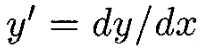 y' = dy/dx